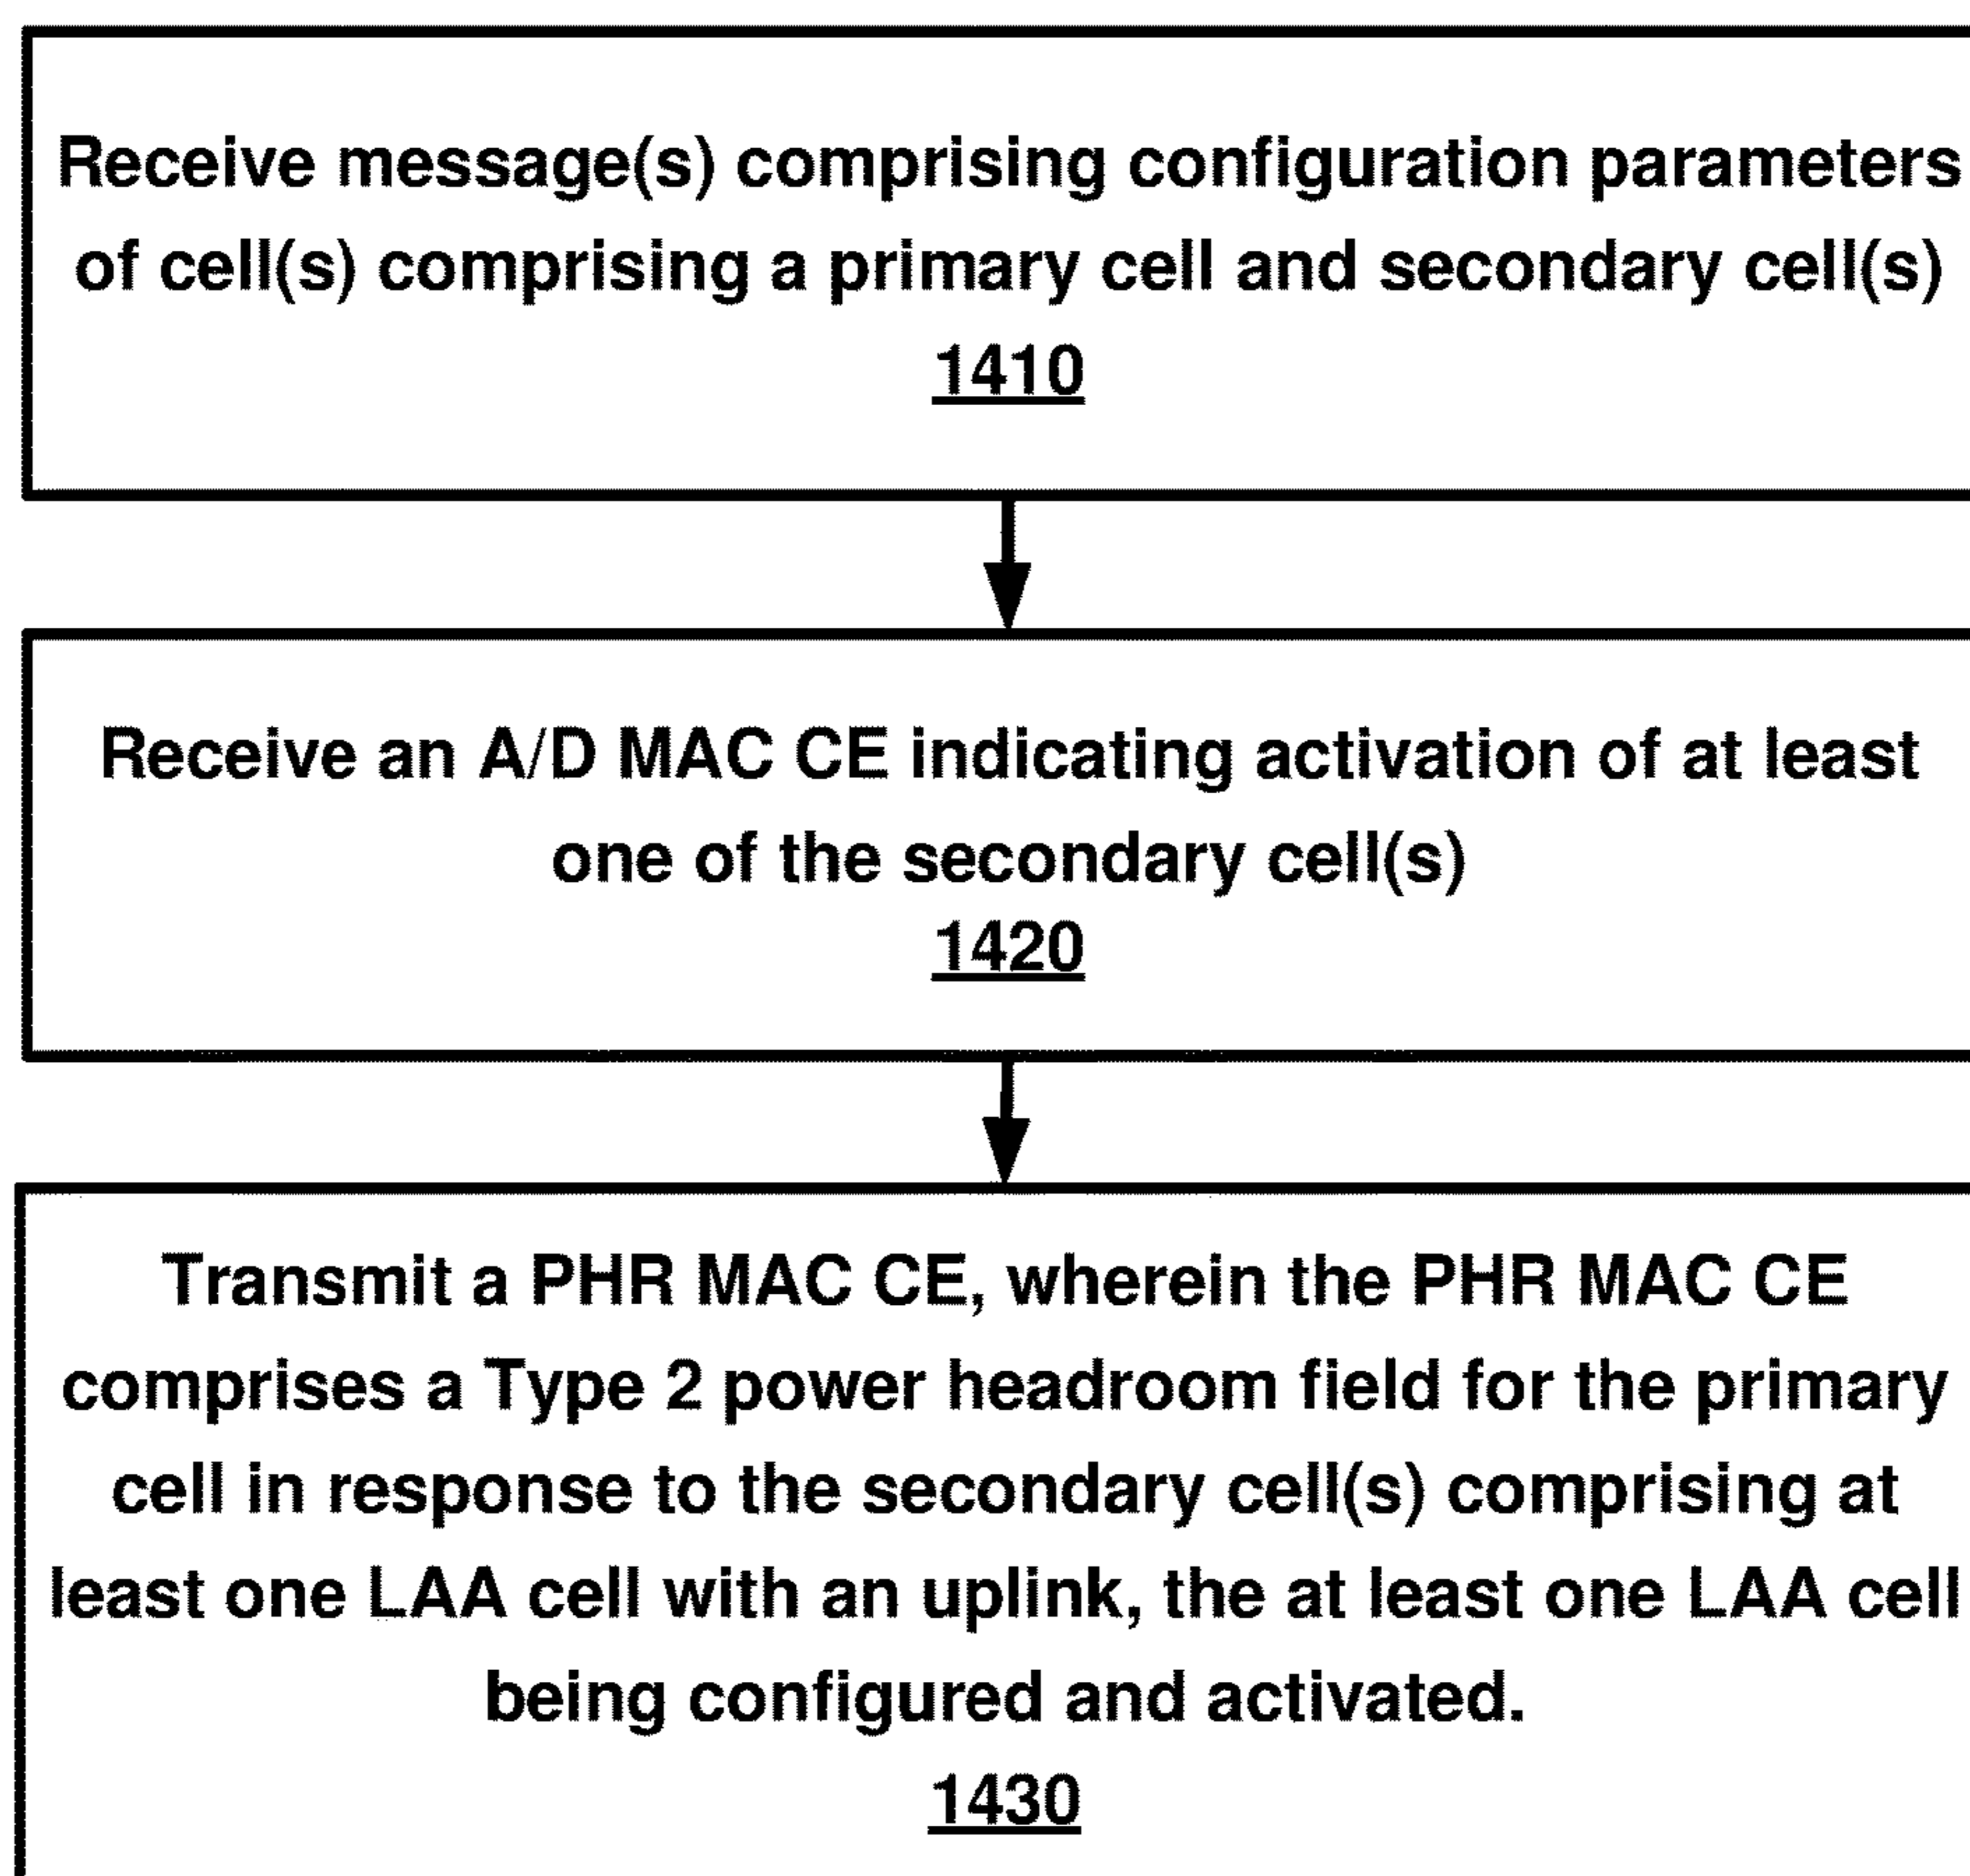 Receive message(s) comprising configuration parameters
of cell(s) comprising a primary cell and secondary cell(s)
1410
Receive an A/D MAC CE indicating activation of at least
one of the secondary cell(s)
1420
Transmit a PHR MAC CE, wherein the PHR MAC CE
comprises a Type 2 power headroom field for the primary
cell in response to the secondary cell(s) comprising at
least one LAA cell with an uplink, the at least one LAA cell
being configured and activated.
1430